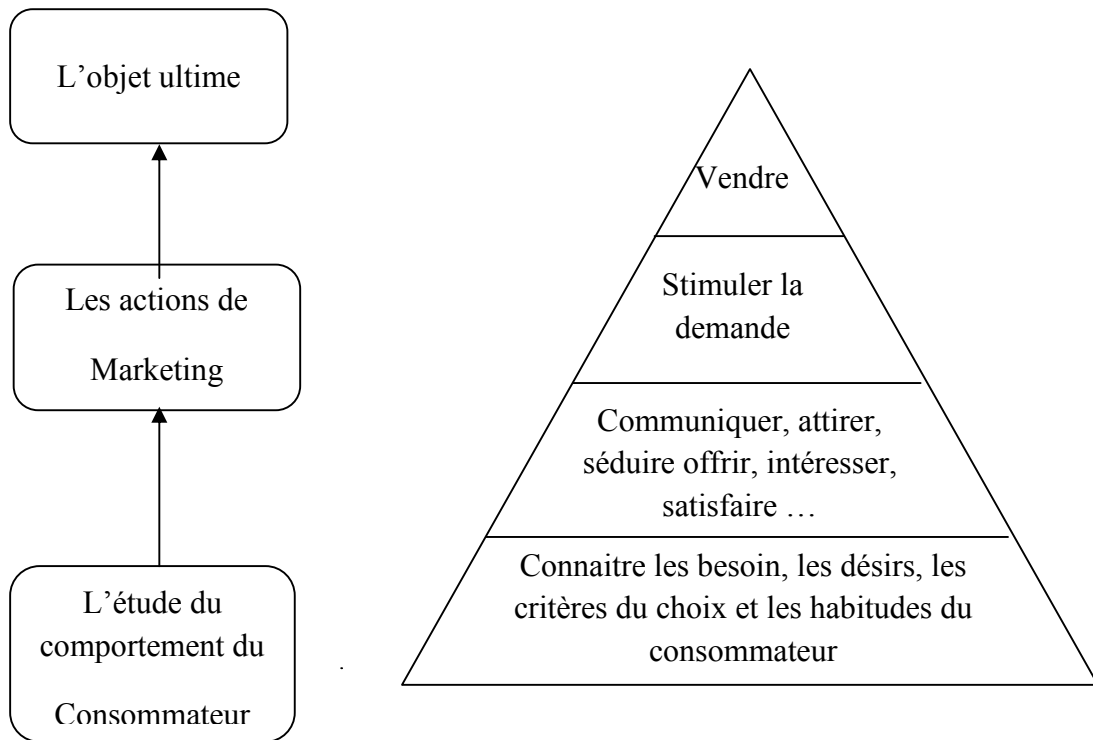 L'objet ultime
Les actions de
Marketing
L'étude du
comportement du
Consommateur
Vendre
Stimuler la
demande
Communiquer, attirer,
séduire offrir, intéresser,
satisfaire …
Connaitre les besoin, les désirs, les
critères du choix et les habitudes du
consommateur
.